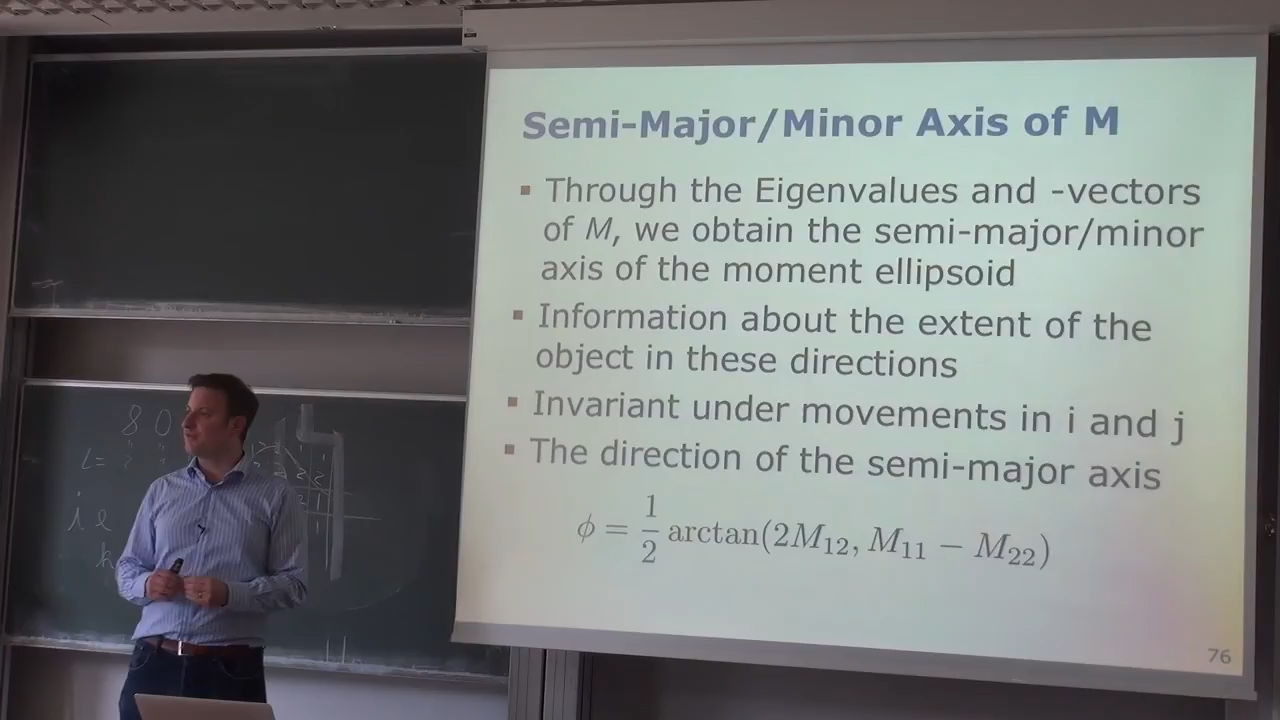 Semi-Major/Minor Axis of M
▪ Through the Eigenvalues and -vectors
of M, we obtain the semi-major/minor
axis of the moment ellipsoid
▪ Information about the extent of the
object in these directions
▪ Invariant under movements in i and j
▪ The direction of the semi-major axis
ϕ = 1/2 arctan(2M₁₂, M₁₁ − M₂₂)
76
8 0
L=
i e